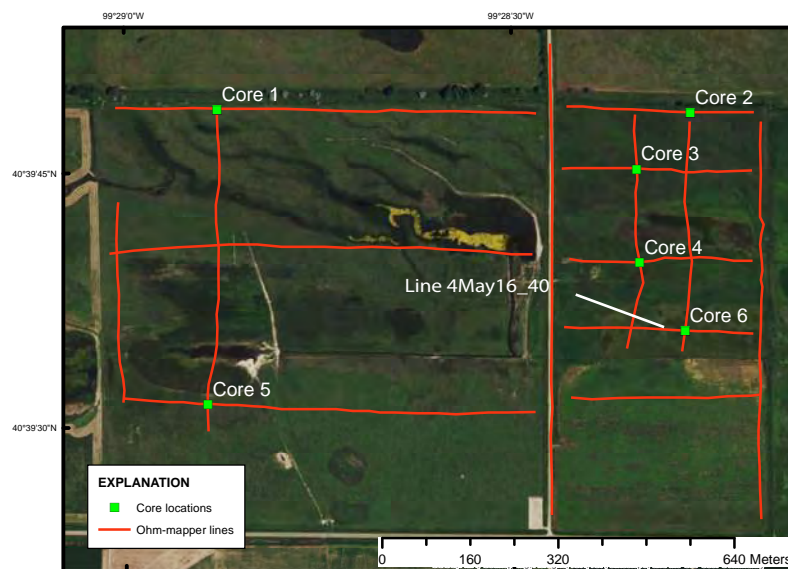 99°29'0"W
99°28'30"W
Core 1
Core 2
Core 3
40°39'45"N
Core 4
Line 4May16_40
Core 6
Core 5
40°39'30"N
EXPLANATION
Core locations
Ohm-mapper lines
0 160 320 640 Meters